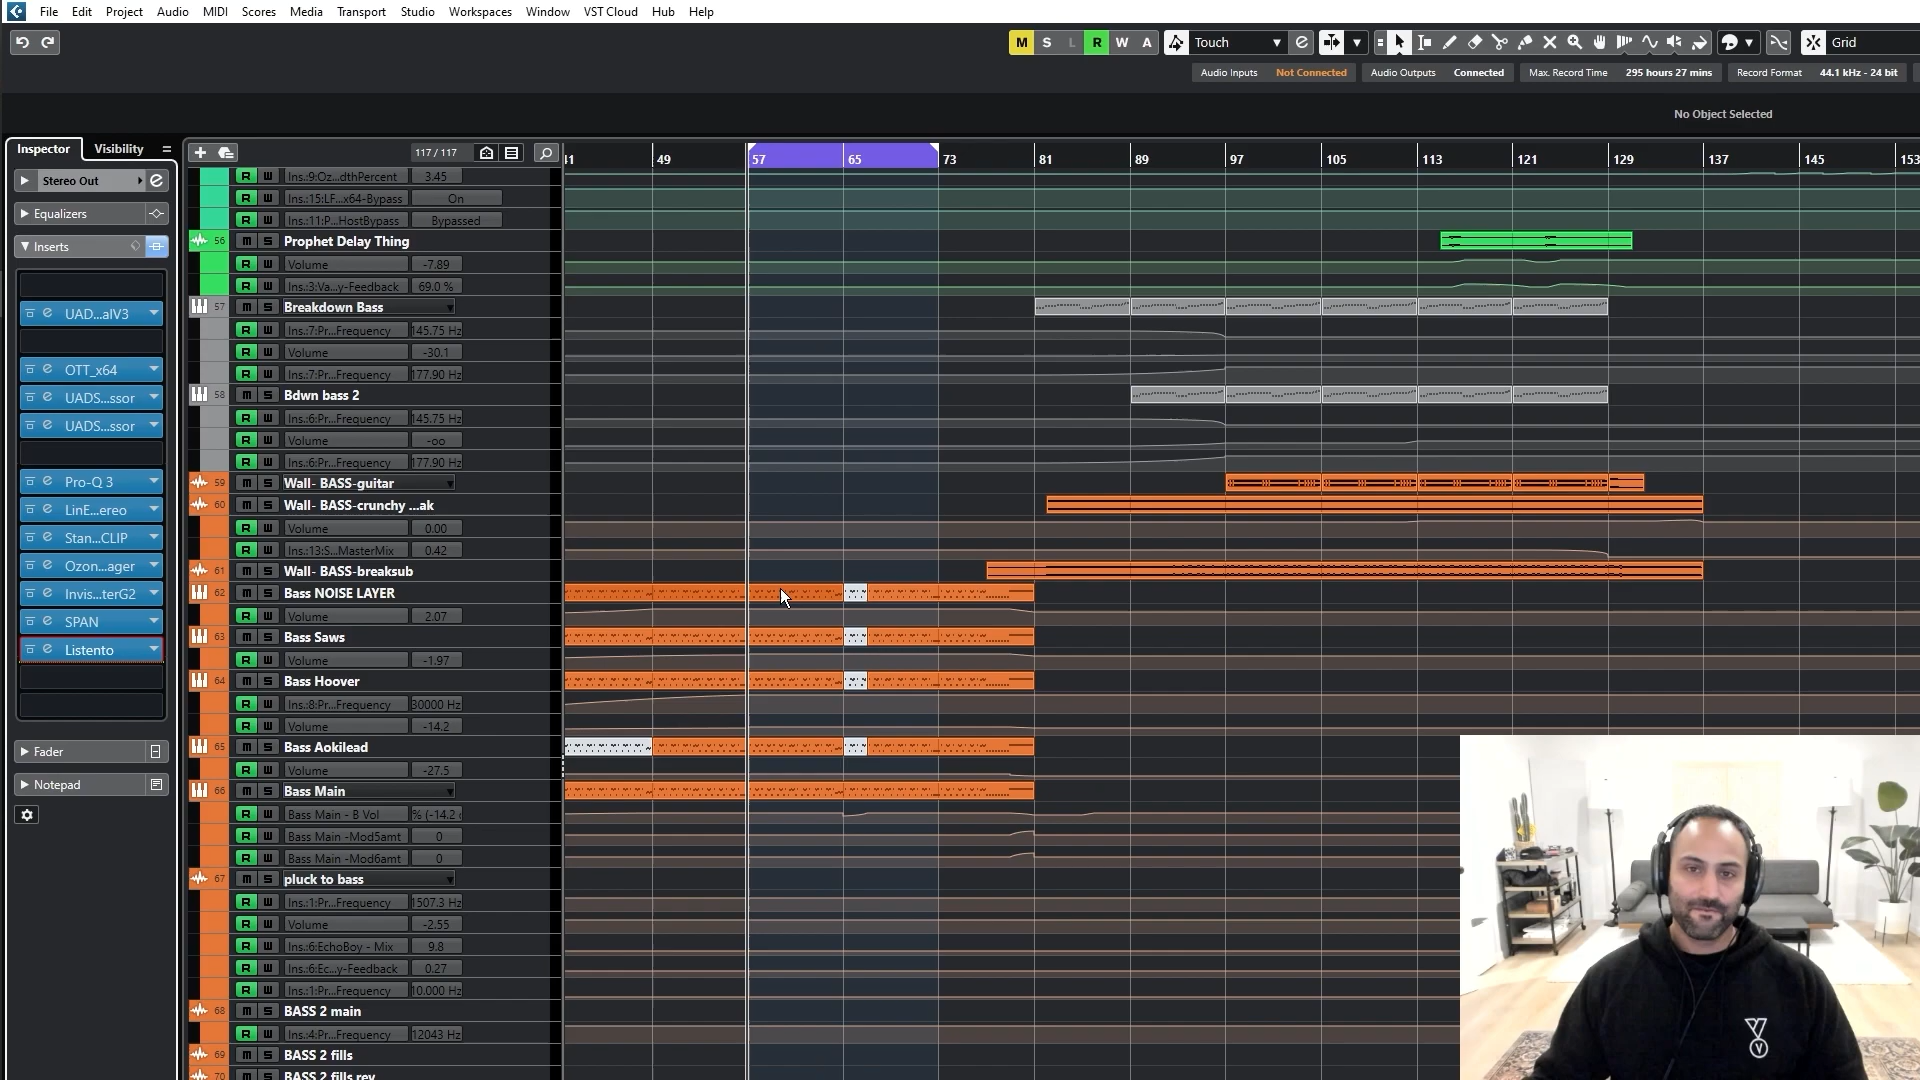 File Edit Project Audio MIDI Scores Media Transport Studio Workspaces Window VST Cloud Hub Help
M S L R W A Touch Grid
Audio Inputs Not Connected Audio Outputs Connected Max. Record Time 295 hours 27 mins Record Format 44.1 kHz - 24 bit
No Object Selected
Inspector Visibility
117 / 117
41 49 57 65 73 81 89 97 105 113 121 129 137 145 153
Stereo Out
Equalizers
Inserts
UAD...alV3
OTT_x64
UADS...ssor
UADS...ssor
Pro-Q 3
LinE...ereo
Stan...CLIP
Ozon...ager
Invis...terG2
SPAN
Listento
Fader
Notepad
R W Ins.:9:Oz...dthPercent 3.45
R W Ins.:15:LF...x64-Bypass On
R W Ins.:11:P...HostBypass Bypassed
56 m S Prophet Delay Thing
R W Volume -7.89
R W Ins.:3:Va...y-Feedback 69.0 %
57 m S Breakdown Bass
R W Ins.:7:Pr...Frequency 145.75 Hz
R W Volume -30.1
R W Ins.:7:Pr...Frequency 177.90 Hz
58 m S Bdwn bass 2
R W Ins.:6:Pr...Frequency 145.75 Hz
R W Volume -oo
R W Ins.:6:Pr...Frequency 177.90 Hz
59 m S Wall- BASS-guitar
60 m S Wall- BASS-crunchy ...ak
R W Volume 0.00
R W Ins.:13:S...MasterMix 0.42
61 m S Wall- BASS-breaksub
62 m S Bass NOISE LAYER
R W Volume 2.07
63 m S Bass Saws
R W Volume -1.97
64 m S Bass Hoover
R W Ins.:8:Pr...Frequency 30000 Hz
R W Volume -14.2
65 m S Bass Aokilead
R W Volume -27.5
66 m S Bass Main
R W Bass Main - B Vol % (-14.2
R W Bass Main -Mod5amt 0
R W Bass Main -Mod6amt 0
67 m S pluck to bass
R W Ins.:1:Pr...Frequency 1507.3 Hz
R W Volume -2.55
R W Ins.:6:EchoBoy - Mix 9.8
R W Ins.:6:Ec...y-Feedback 0.27
R W Ins.:1:Pr...Frequency 10.000 Hz
68 m S BASS 2 main
R W Ins.:4:Pr...Frequency 12043 Hz
69 m S BASS 2 fills
70 m S BASS 2 fills rev